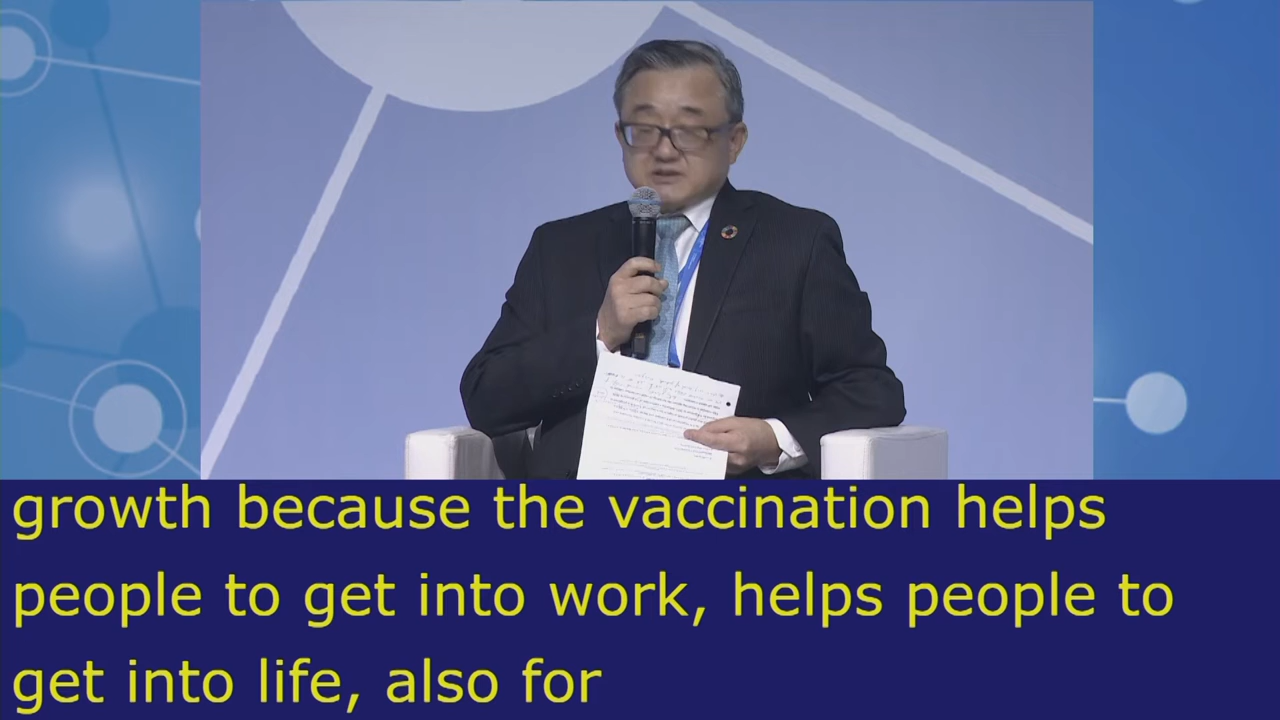 growth because the vaccination helps
people to get into work, helps people to
get into life, also for